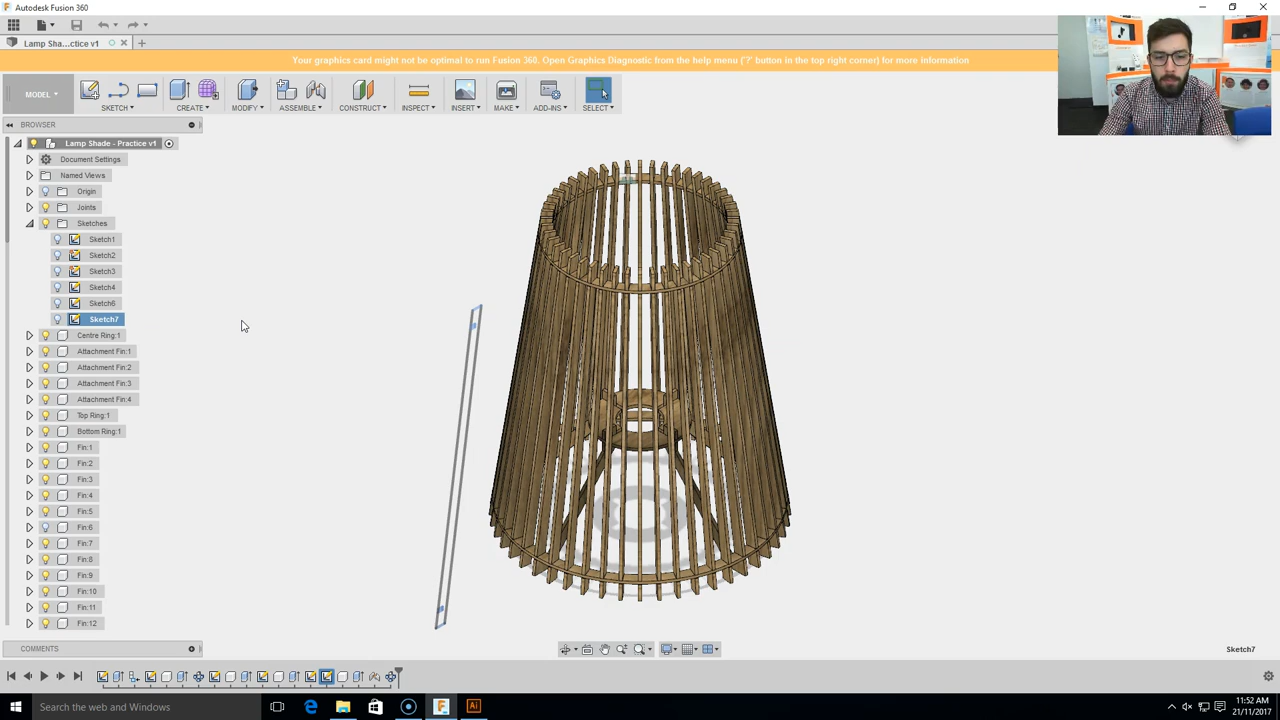 Autodesk Fusion 360
Lamp Sha...ctice v1
Your graphics card might not be optimal to run Fusion 360. Open Graphics Diagnostic from the help menu ('?' button in the top right corner) for more information
MODEL
SKETCH
CREATE
MODIFY
ASSEMBLE
CONSTRUCT
INSPECT
INSERT
MAKE
ADD-INS
SELECT
BROWSER
Lamp Shade - Practice v1
Document Settings
Named Views
Origin
Joints
Sketches
Sketch1
Sketch2
Sketch3
Sketch4
Sketch6
Sketch7
Centre Ring:1
Attachment Fin:1
Attachment Fin:2
Attachment Fin:3
Attachment Fin:4
Top Ring:1
Bottom Ring:1
Fin:1
Fin:2
Fin:3
Fin:4
Fin:5
Fin:6
Fin:7
Fin:8
Fin:9
Fin:10
Fin:11
Fin:12
COMMENTS
Sketch7
Search the web and Windows
11:52 AM
21/11/2017